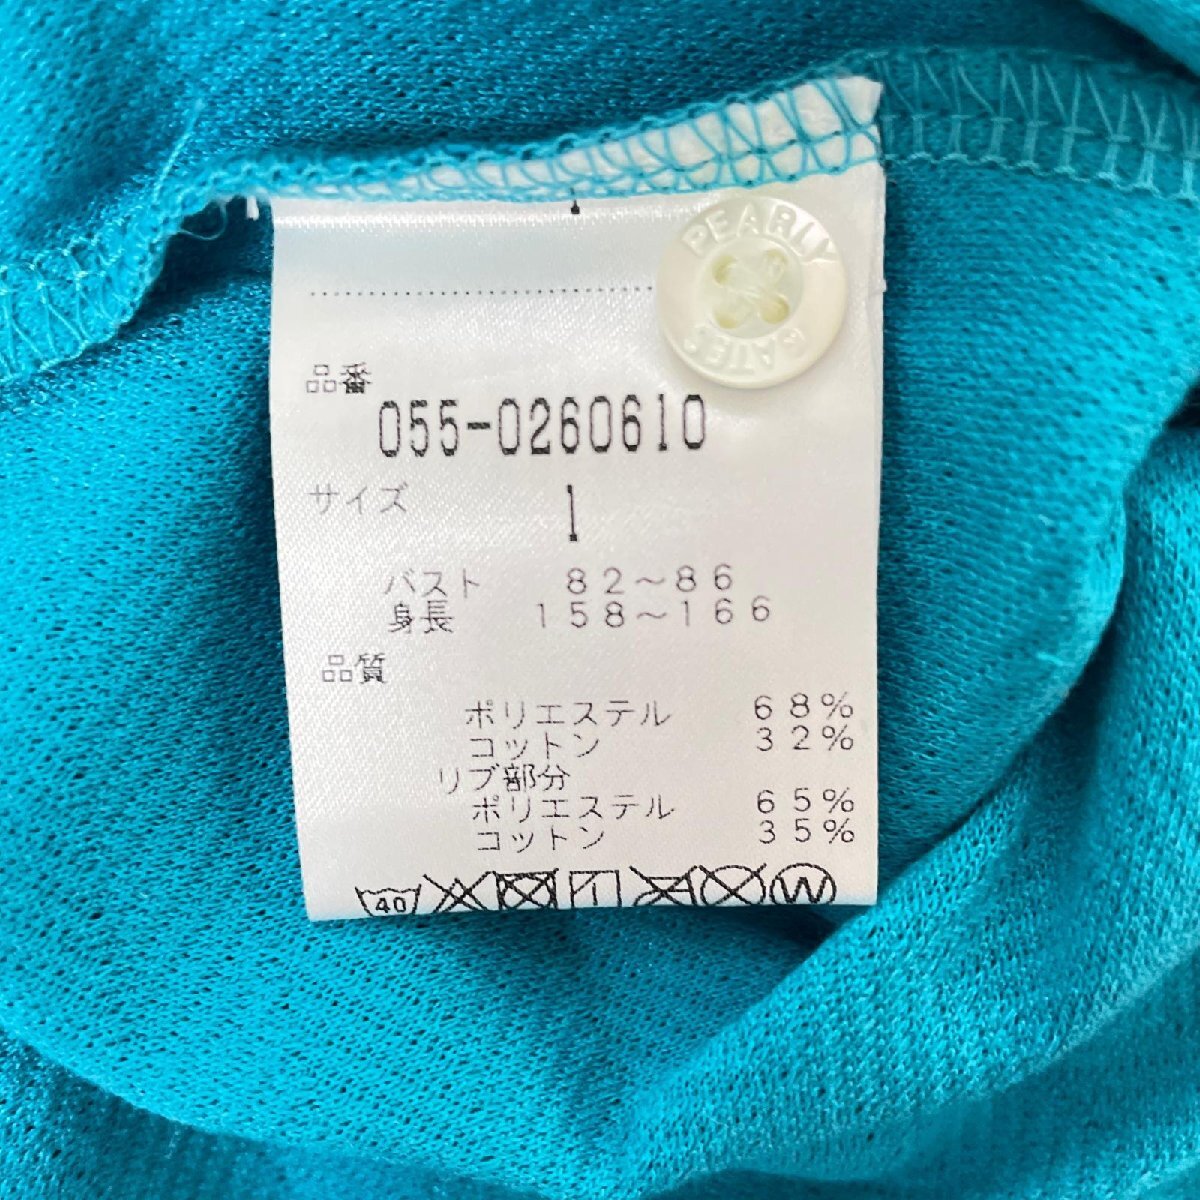 PEARLY
GATES
品番
055-0260610
サイズ 1
バスト 82～86
身長 158～166
品質
ポリエステル 68%
コットン 32%
リブ部分
ポリエステル 65%
コットン 35%
40
W